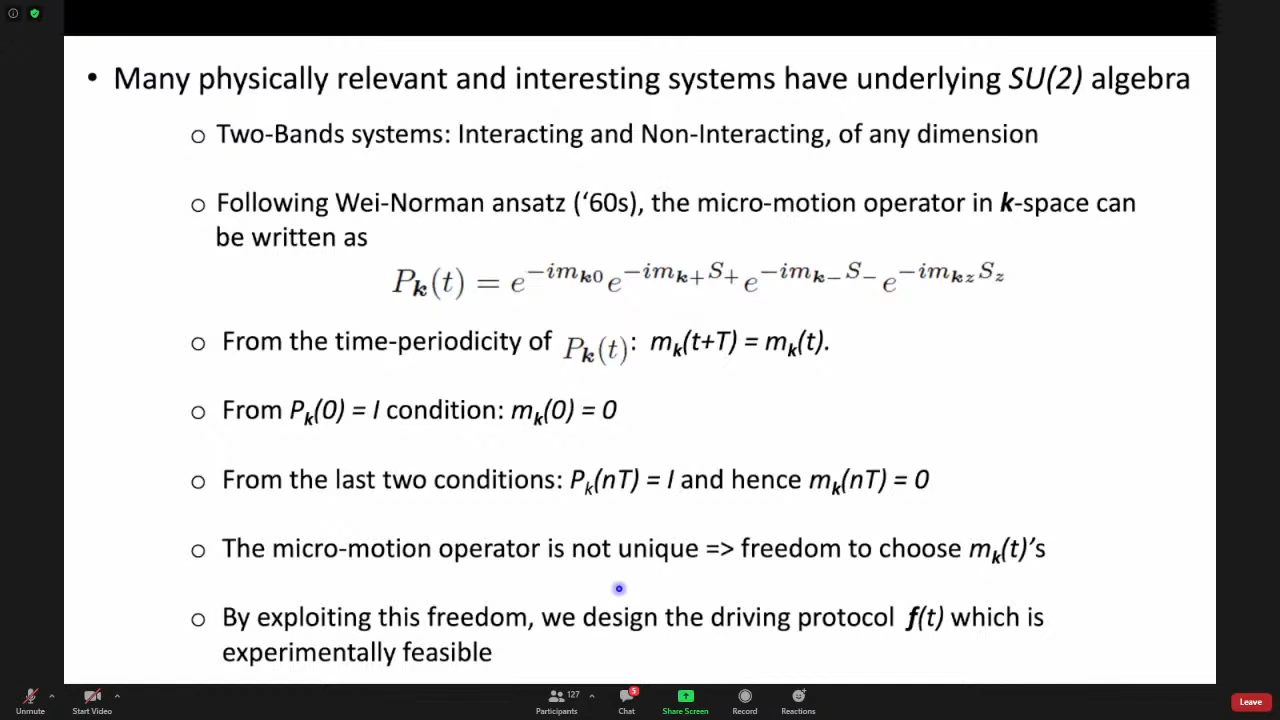 • Many physically relevant and interesting systems have underlying SU(2) algebra
o Two-Bands systems: Interacting and Non-Interacting, of any dimension
o Following Wei-Norman ansatz (‘60s), the micro-motion operator in k-space can
be written as
P_k(t) = e^{-im_{k0}} e^{-im_{k+}S_+} e^{-im_{k-}S_-} e^{-im_{kz}S_z}
o From the time-periodicity of P_k(t): m_k(t+T) = m_k(t).
o From P_k(0) = I condition: m_k(0) = 0
o From the last two conditions: P_k(nT) = I and hence m_k(nT) = 0
o The micro-motion operator is not unique => freedom to choose m_k(t)’s
o By exploiting this freedom, we design the driving protocol f(t) which is
experimentally feasible
Unmute
Start Video
Participants
127
Chat
5
Share Screen
Record
Reactions
Leave